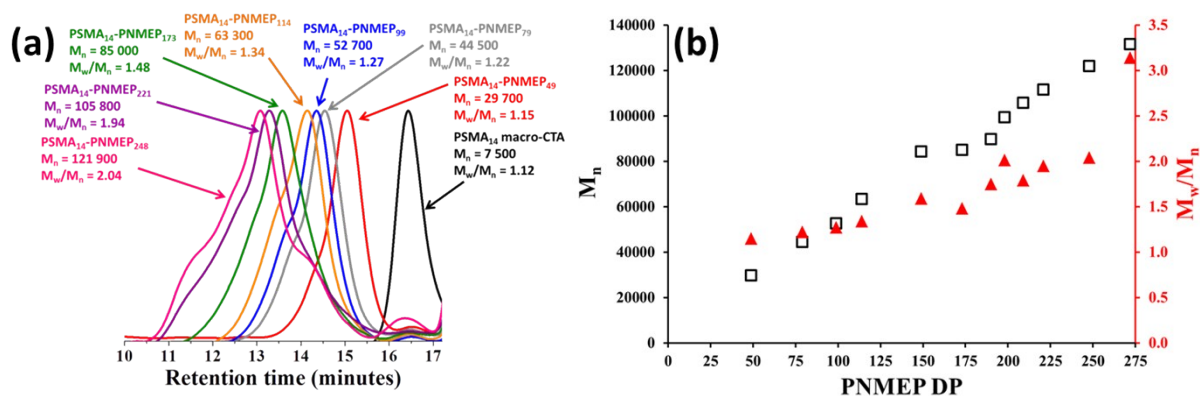 (a)
PSMA14-PNMEP173
Mn = 85 000
Mw/Mn = 1.48
PSMA14-PNMEP114
Mn = 63 300
Mw/Mn = 1.34
PSMA14-PNMEP99
Mn = 52 700
Mw/Mn = 1.27
PSMA14-PNMEP79
Mn = 44 500
Mw/Mn = 1.22
PSMA14-PNMEP221
Mn = 105 800
Mw/Mn = 1.94
PSMA14-PNMEP49
Mn = 29 700
Mw/Mn = 1.15
PSMA14-PNMEP248
Mn = 121 900
Mw/Mn = 2.04
PSMA14 macro-CTA
Mn = 7 500
Mw/Mn = 1.12
10 11 12 13 14 15 16 17
Retention time (minutes)
(b)
140000
120000
100000
80000
60000
40000
20000
0
Mn
3.5
3.0
2.5
2.0
1.5
1.0
0.5
0.0
Mw/Mn
0 25 50 75 100 125 150 175 200 225 250 275
PNMEP DP